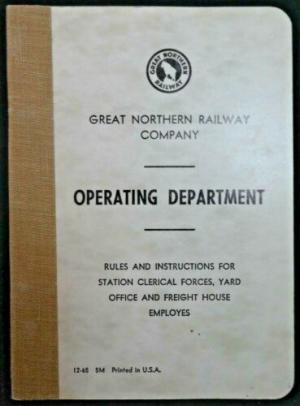 GREAT NORTHERN
RAILWAY
GREAT NORTHERN RAILWAY
COMPANY
OPERATING DEPARTMENT
RULES AND INSTRUCTIONS FOR
STATION CLERICAL FORCES, YARD
OFFICE AND FREIGHT HOUSE
EMPLOYES
12-65 5M Printed in U.S.A.